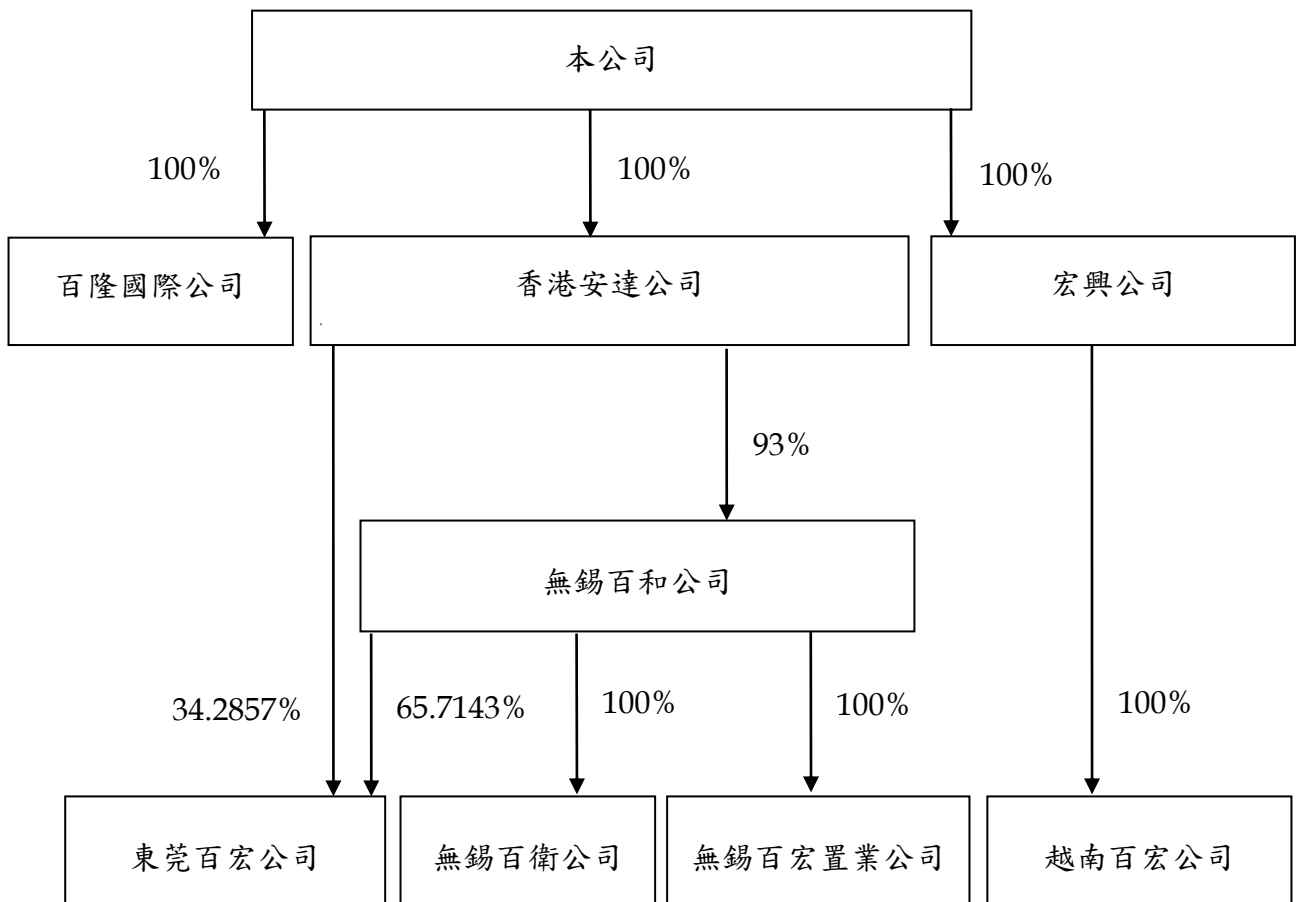 本公司
100%
100%
100%
百隆國際公司
香港安達公司
宏興公司
93%
無錫百和公司
34.2857%
65.7143%
100%
100%
100%
東莞百宏公司
無錫百衛公司
無錫百宏置業公司
越南百宏公司